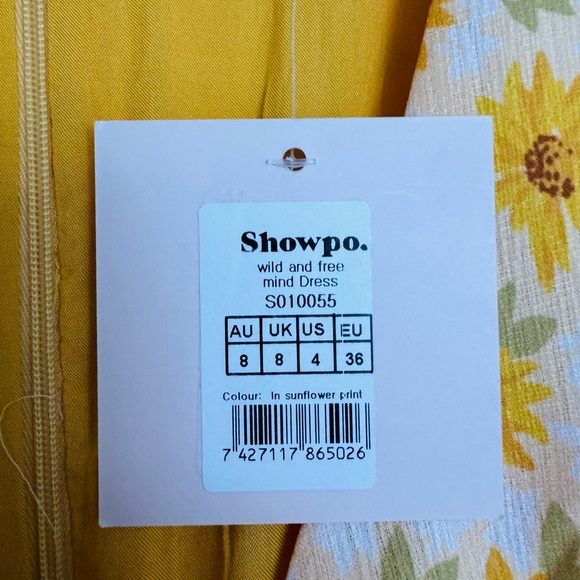 Showpo.
wild and free
mind Dress
S010055
AU UK US EU
8 8 4 36
Colour: In sunflower print
7 427117 865026